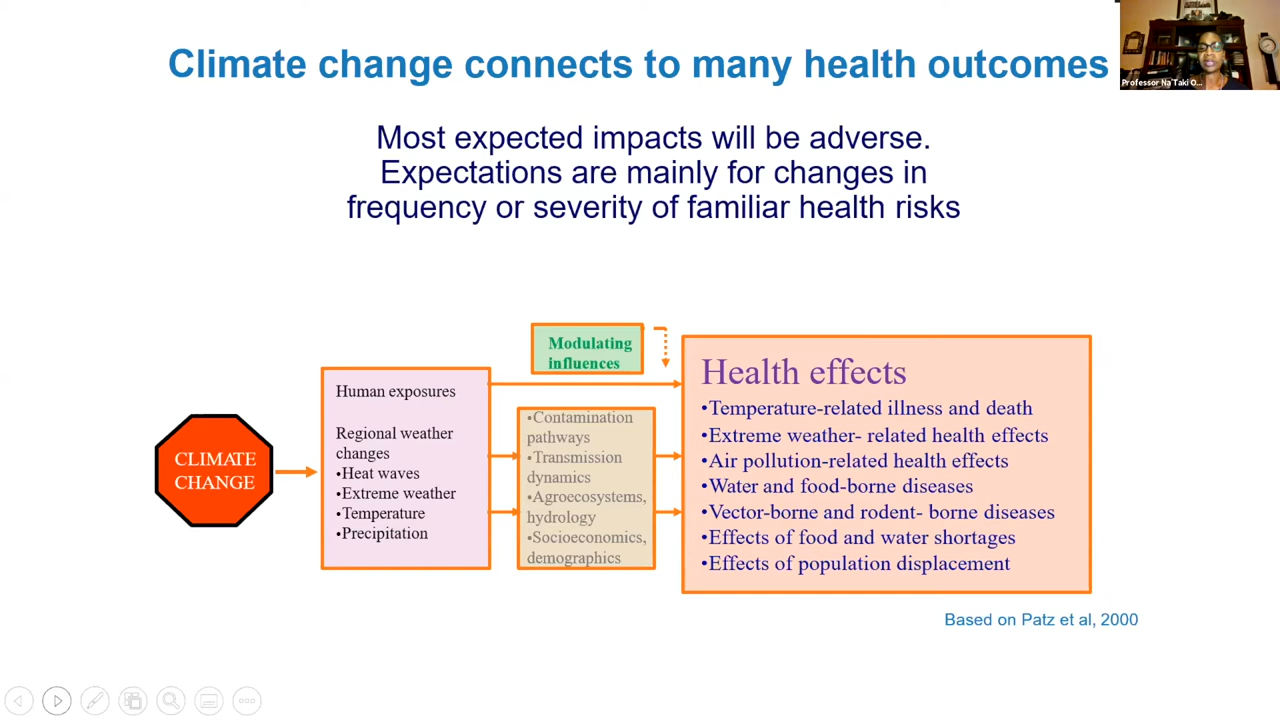 Climate change connects to many health outcomes
Professor Na'Taki O...
Most expected impacts will be adverse.
Expectations are mainly for changes in
frequency or severity of familiar health risks
CLIMATE
CHANGE
Human exposures
Regional weather
changes
•Heat waves
•Extreme weather
•Temperature
•Precipitation
Modulating
influences
•Contamination
pathways
•Transmission
dynamics
•Agroecosystems,
hydrology
•Socioeconomics,
demographics
Health effects
•Temperature-related illness and death
•Extreme weather- related health effects
•Air pollution-related health effects
•Water and food-borne diseases
•Vector-borne and rodent- borne diseases
•Effects of food and water shortages
•Effects of population displacement
Based on Patz et al, 2000